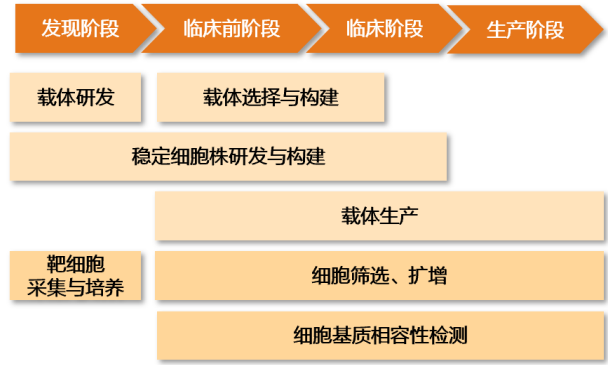 发现阶段
临床前阶段
临床阶段
生产阶段
载体研发
载体选择与构建
稳定细胞株研发与构建
载体生产
靶细胞
采集与培养
细胞筛选、扩增
细胞基质相容性检测